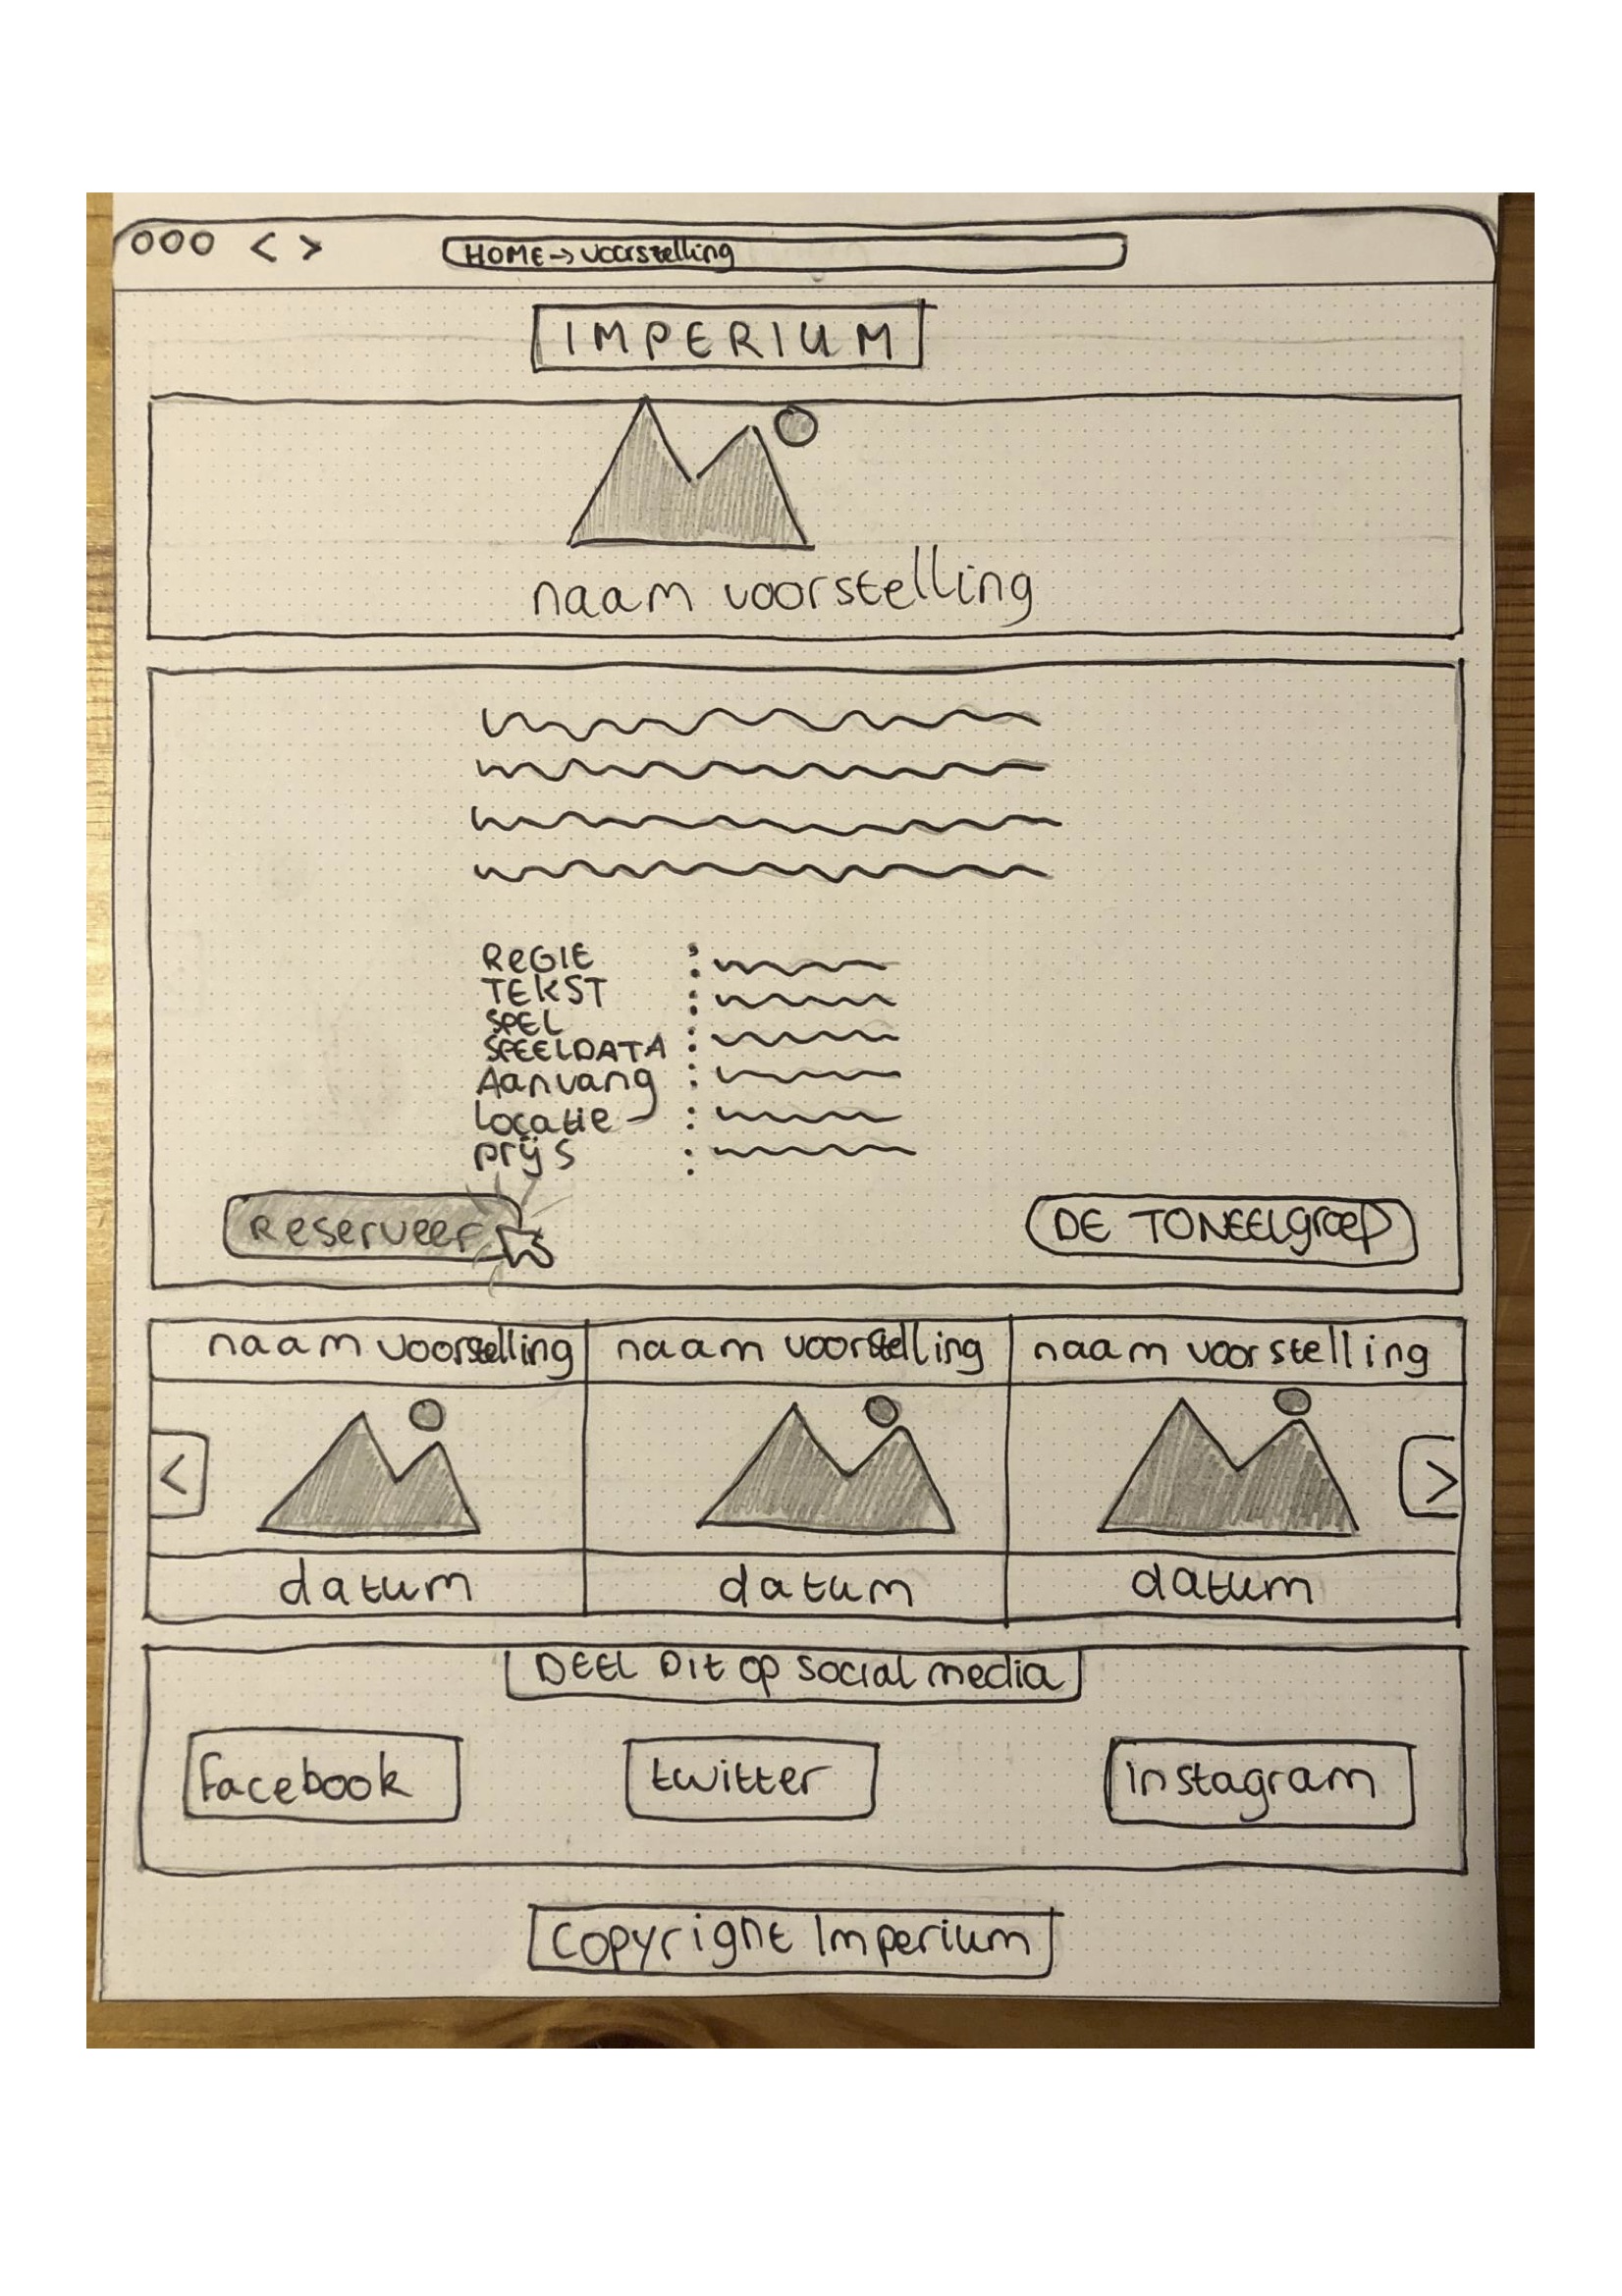 HOME → voorstelling
IMPERIUM
naam voorstelling
REGIE :
TEKST :
SPEL :
SPEELDATA :
Aanvang :
Locatie :
prijs :
Reserveer
DE TONEELgroep
naam voorstelling naam voorstelling naam voorstelling
< >
datum datum datum
DEEL Dit op social media
facebook twitter instagram
Copyright Imperium